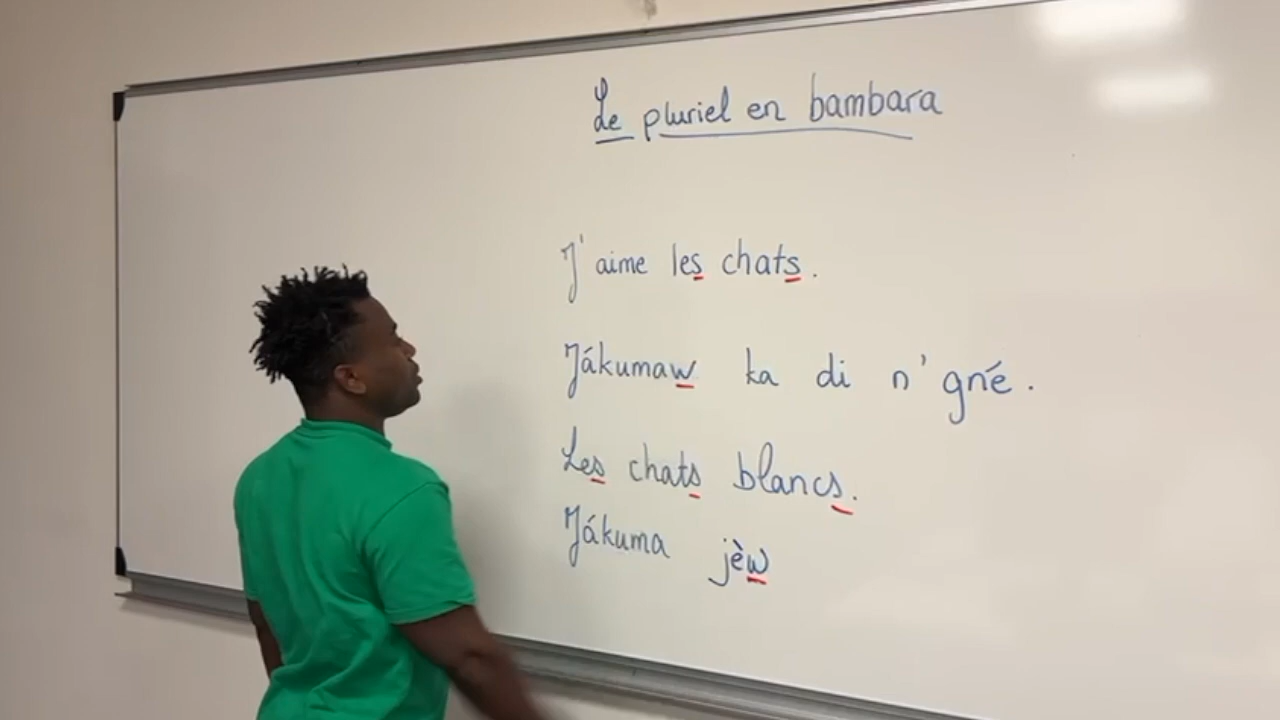 Le pluriel en bambara
J'aime les chats.
Jákumaw ka di n'gné.
Les chats blancs.
Jákuma jèw